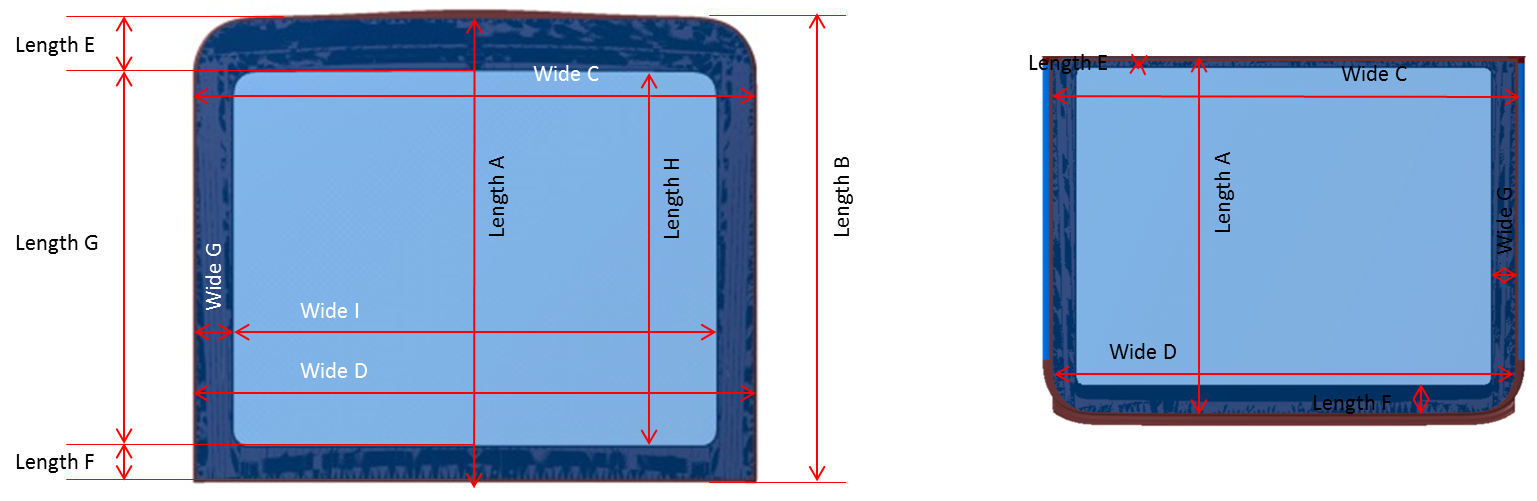 Length E
Wide C
Length A
Length H
Length B
Length G
Wide G
Wide I
Wide D
Length F
Length E
Wide C
Length A
Wide G
Wide D
Length F